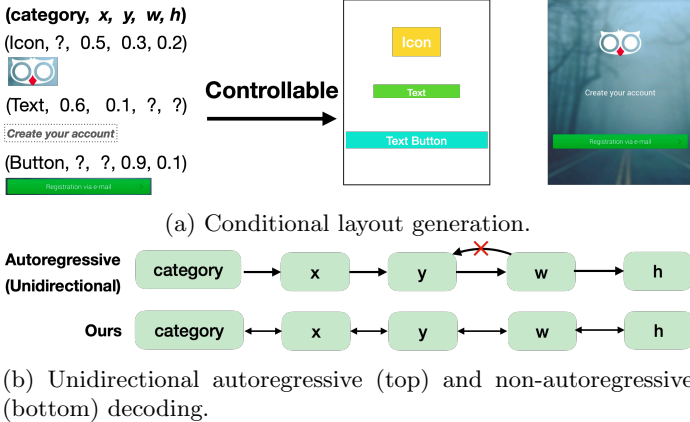 (category, x, y, w, h)
(Icon, ?, 0.5, 0.3, 0.2)
(Text, 0.6, 0.1, ?, ?)
Create your account
(Button, ?, ?, 0.9, 0.1)
Registration via e-mail
Controllable
Icon
Text
Text Button
Create your account
Registration via e-mail
(a) Conditional layout generation.
Autoregressive
(Unidirectional)
category x y w h
Ours
category x y w h
(b) Unidirectional autoregressive (top) and non-autoregressive
(bottom) decoding.